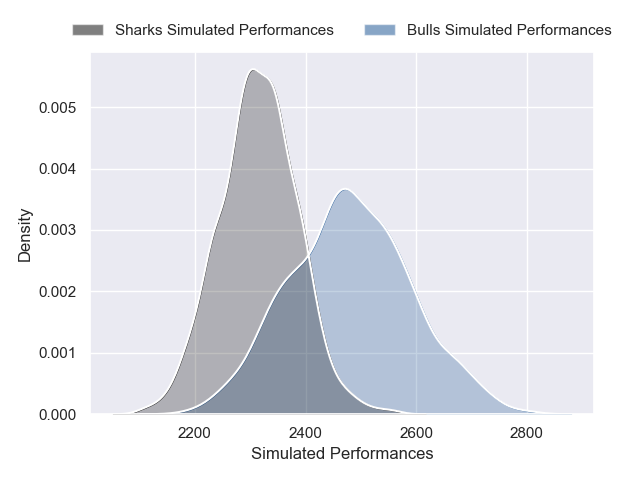 Sharks Simulated Performances
Bulls Simulated Performances
Density
0.005
0.004
0.003
0.002
0.001
0.000
2200
2400
2600
2800
Simulated Performances